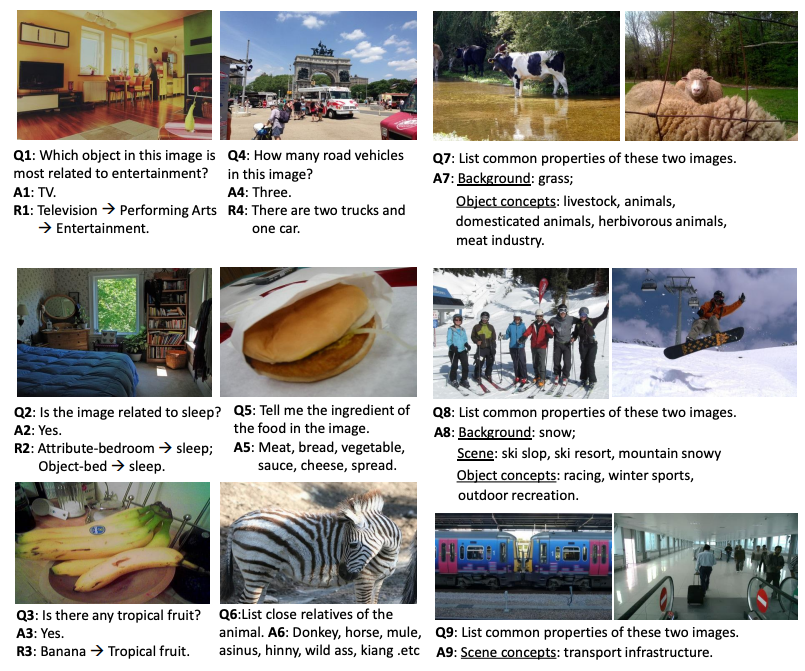 Q1: Which object in this image is
most related to entertainment?
A1: TV.
R1: Television → Performing Arts
→ Entertainment.
Q4: How many road vehicles
in this image?
A4: Three.
R4: There are two trucks and
one car.
Q7: List common properties of these two images.
A7: Background: grass;
Object concepts: livestock, animals,
domesticated animals, herbivorous animals,
meat industry.
Q2: Is the image related to sleep?
A2: Yes.
R2: Attribute-bedroom → sleep;
Object-bed → sleep.
Q5: Tell me the ingredient of
the food in the image.
A5: Meat, bread, vegetable,
sauce, cheese, spread.
Q8: List common properties of these two images.
A8: Background: snow;
Scene: ski slop, ski resort, mountain snowy
Object concepts: racing, winter sports,
outdoor recreation.
Q3: Is there any tropical fruit?
A3: Yes.
R3: Banana → Tropical fruit.
Q6:List close relatives of the
animal. A6: Donkey, horse, mule,
asinus, hinny, wild ass, kiang .etc
Q9: List common properties of these two images.
A9: Scene concepts: transport infrastructure.